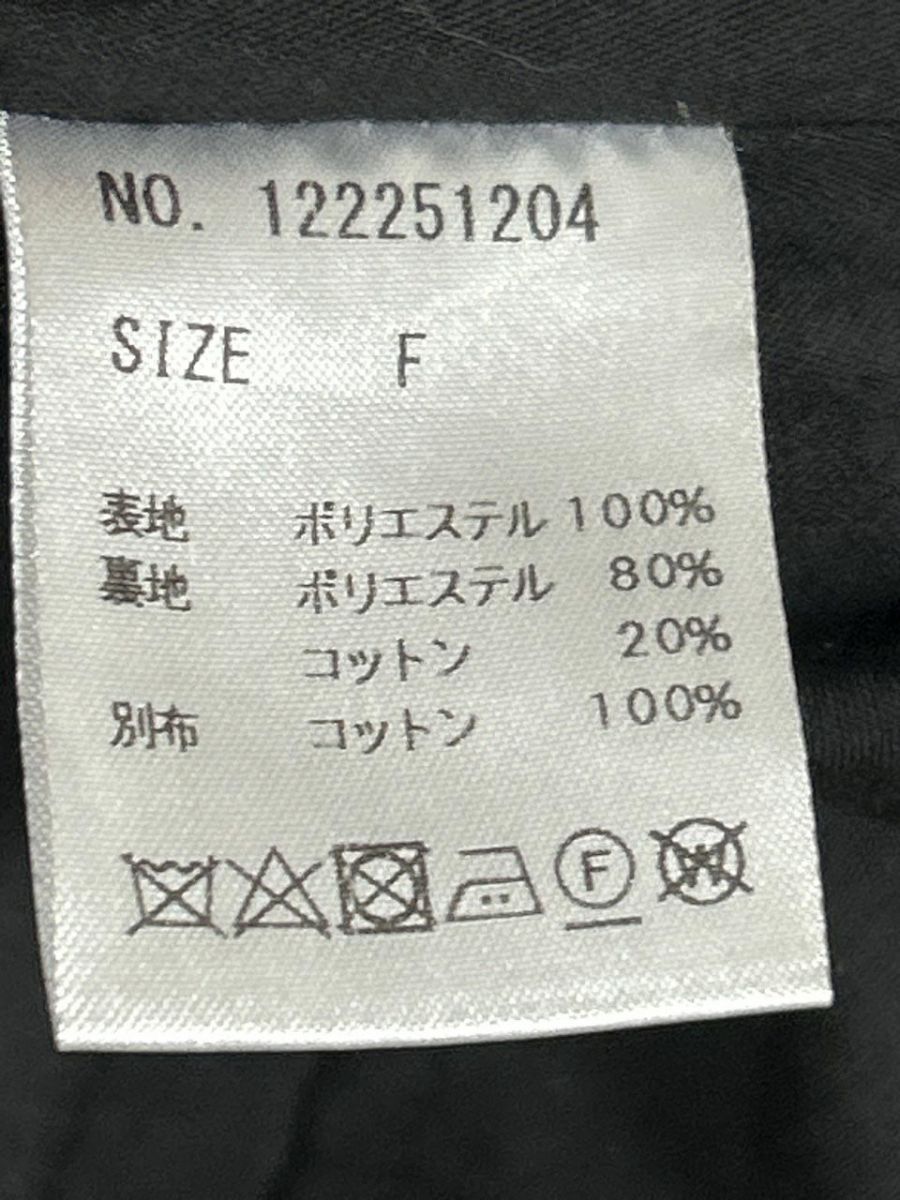 NO. 122251204
SIZE F
表地 ポリエステル 100%
裏地 ポリエステル 80%
コットン 20%
別布 コットン 100%
F
W